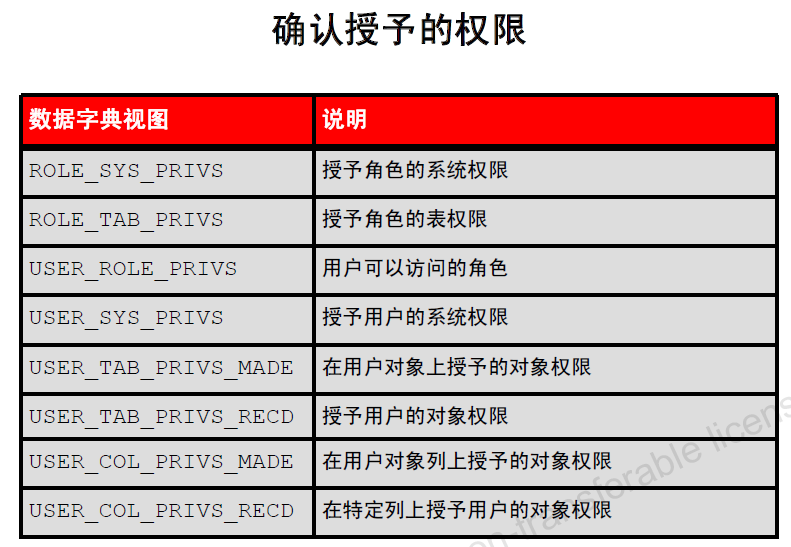 确认授予的权限
数据字典视图 说明
ROLE_SYS_PRIVS 授予角色的系统权限
ROLE_TAB_PRIVS 授予角色的表权限
USER_ROLE_PRIVS 用户可以访问的角色
USER_SYS_PRIVS 授予用户的系统权限
USER_TAB_PRIVS_MADE 在用户对象上授予的对象权限
USER_TAB_PRIVS_RECD 授予用户的对象权限
USER_COL_PRIVS_MADE 在用户对象列上授予的对象权限
USER_COL_PRIVS_RECD 在特定列上授予用户的对象权限
en-transforable licens